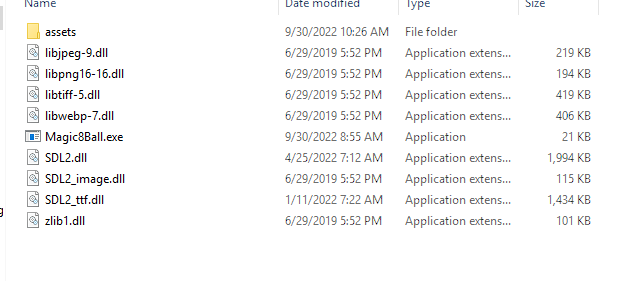 Name Date modified Type Size
assets 9/30/2022 10:26 AM File folder
libjpeg-9.dll 6/29/2019 5:52 PM Application extens... 219 KB
libpng16-16.dll 6/29/2019 5:52 PM Application extens... 194 KB
libtiff-5.dll 6/29/2019 5:52 PM Application extens... 419 KB
libwebp-7.dll 6/29/2019 5:52 PM Application extens... 406 KB
Magic8Ball.exe 9/30/2022 8:55 AM Application 21 KB
SDL2.dll 4/25/2022 7:12 AM Application extens... 1,994 KB
SDL2_image.dll 6/29/2019 5:52 PM Application extens... 115 KB
SDL2_ttf.dll 1/11/2022 7:22 AM Application extens... 1,434 KB
zlib1.dll 6/29/2019 5:52 PM Application extens... 101 KB